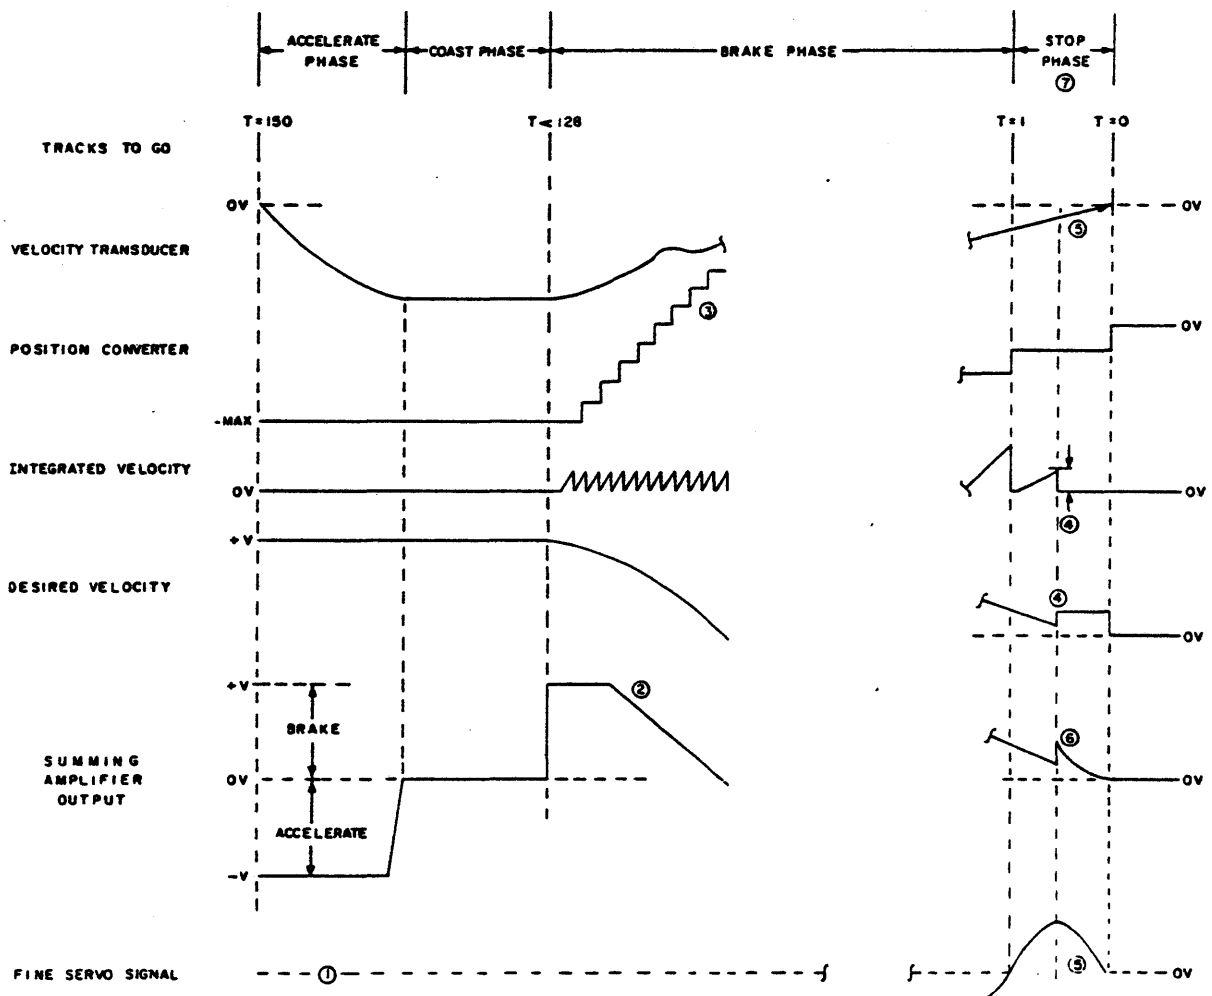 ACCELERATE PHASE
COAST PHASE
BRAKE PHASE
STOP PHASE
⑦
T=150
T<128
T=1
T=0
TRACKS TO GO
0V
0V
VELOCITY TRANSDUCER
⑤
③
0V
POSITION CONVERTER
-MAX
INTEGRATED VELOCITY
0V
0V
④
+V
DESIRED VELOCITY
④
0V
+V
②
BRAKE
⑥
SUMMING AMPLIFIER OUTPUT
0V
0V
ACCELERATE
-V
FINE SERVO SIGNAL
①
⑤
0V